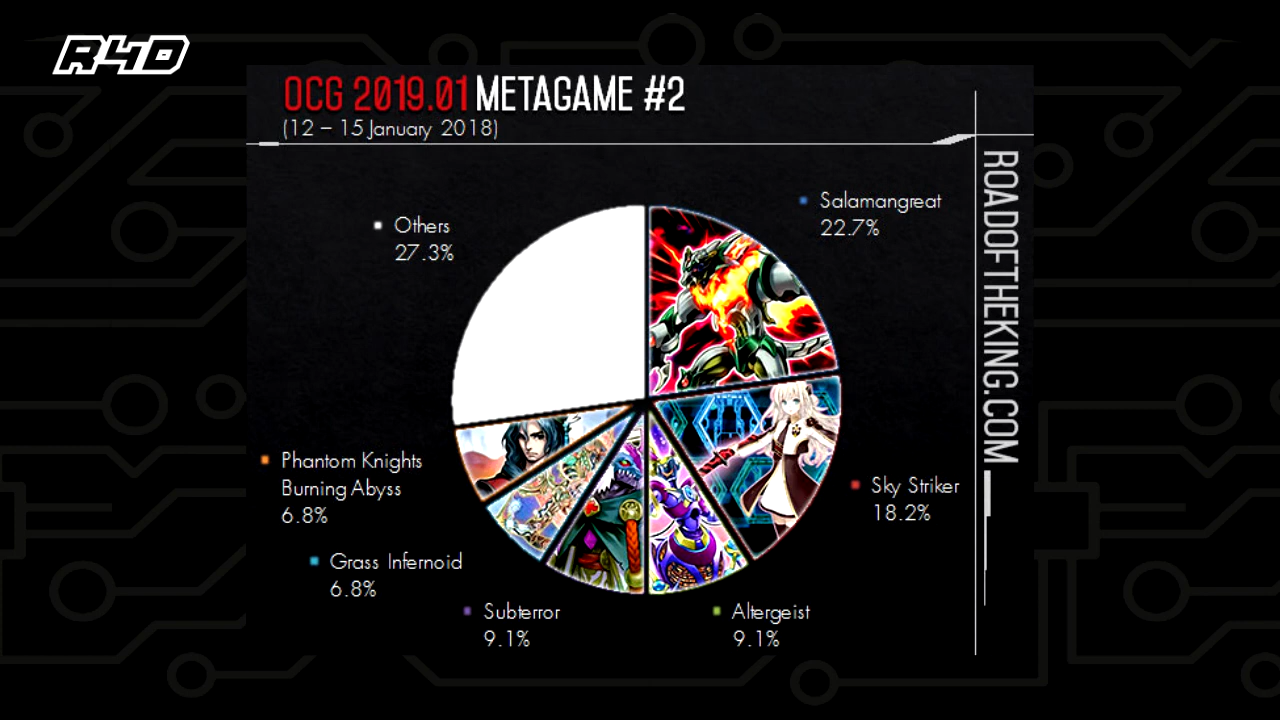 R4D
OCG 2019.01 METAGAME #2
(12 – 15 January 2018)
ROADOFTHEKING.COM
Others
27.3%
Salamangreat
22.7%
Phantom Knights
Burning Abyss
6.8%
Sky Striker
18.2%
Grass Infernoid
6.8%
Subterror
9.1%
Altergeist
9.1%